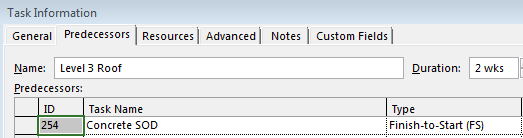 Task Information
General Predecessors Resources Advanced Notes Custom Fields
Name: Level 3 Roof Duration: 2 wks
Predecessors:
ID Task Name Type
254 Concrete SOD Finish-to-Start (FS)